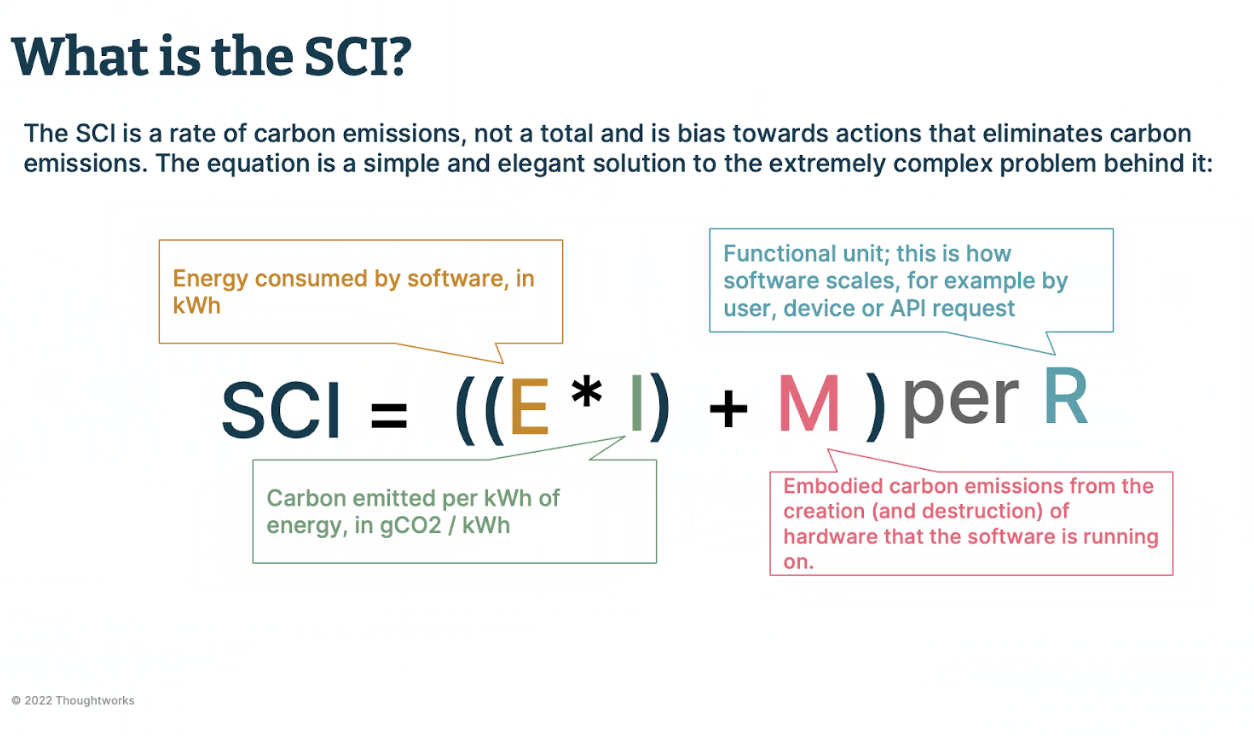 What is the SCI?
The SCI is a rate of carbon emissions, not a total and is bias towards actions that eliminates carbon
emissions. The equation is a simple and elegant solution to the extremely complex problem behind it:
Energy consumed by software, in
kWh
Functional unit; this is how
software scales, for example by
user, device or API request
SCI = ((E * I) + M ) per R
Carbon emitted per kWh of
energy, in gCO2 / kWh
Embodied carbon emissions from the
creation (and destruction) of
hardware that the software is running
on.
© 2022 Thoughtworks